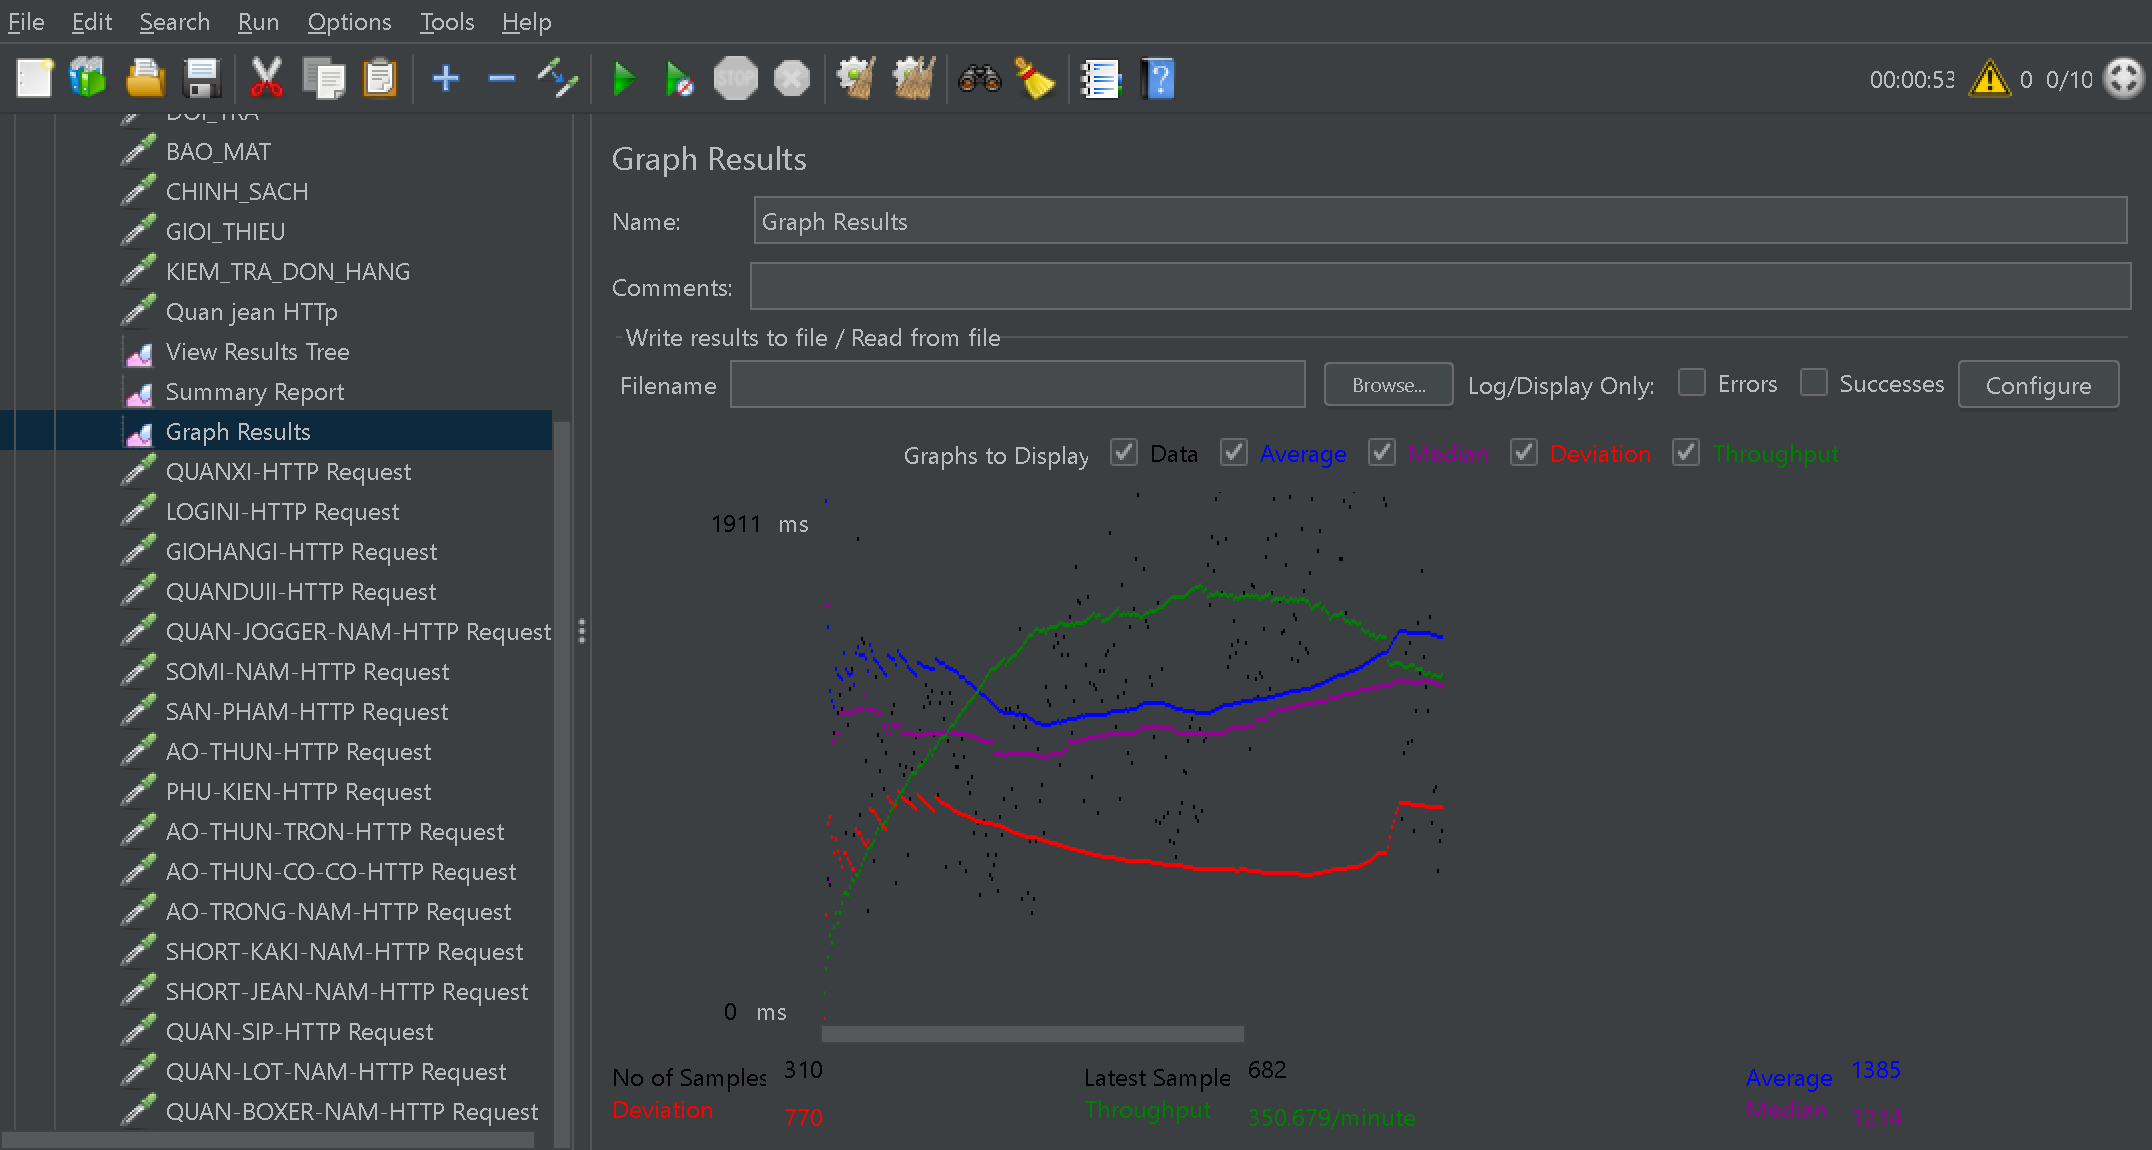 File Edit Search Run Options Tools Help
STOP
00:00:53 0 0/10
DOI_TRA
BAO_MAT
CHINH_SACH
GIOI_THIEU
KIEM_TRA_DON_HANG
Quan jean HTTp
View Results Tree
Summary Report
Graph Results
QUANXI-HTTP Request
LOGINI-HTTP Request
GIOHANGI-HTTP Request
QUANDUII-HTTP Request
QUAN-JOGGER-NAM-HTTP Request
SOMI-NAM-HTTP Request
SAN-PHAM-HTTP Request
AO-THUN-HTTP Request
PHU-KIEN-HTTP Request
AO-THUN-TRON-HTTP Request
AO-THUN-CO-CO-HTTP Request
AO-TRONG-NAM-HTTP Request
SHORT-KAKI-NAM-HTTP Request
SHORT-JEAN-NAM-HTTP Request
QUAN-SIP-HTTP Request
QUAN-LOT-NAM-HTTP Request
QUAN-BOXER-NAM-HTTP Request
Graph Results
Name: Graph Results
Comments:
Write results to file / Read from file
Filename Browse... Log/Display Only: Errors Successes Configure
Graphs to Display Data Average Median Deviation Throughput
1911 ms
0 ms
No of Samples 310 Latest Sample 682 Average 1385
Deviation 770 Throughput 350.679/minute Median 1214